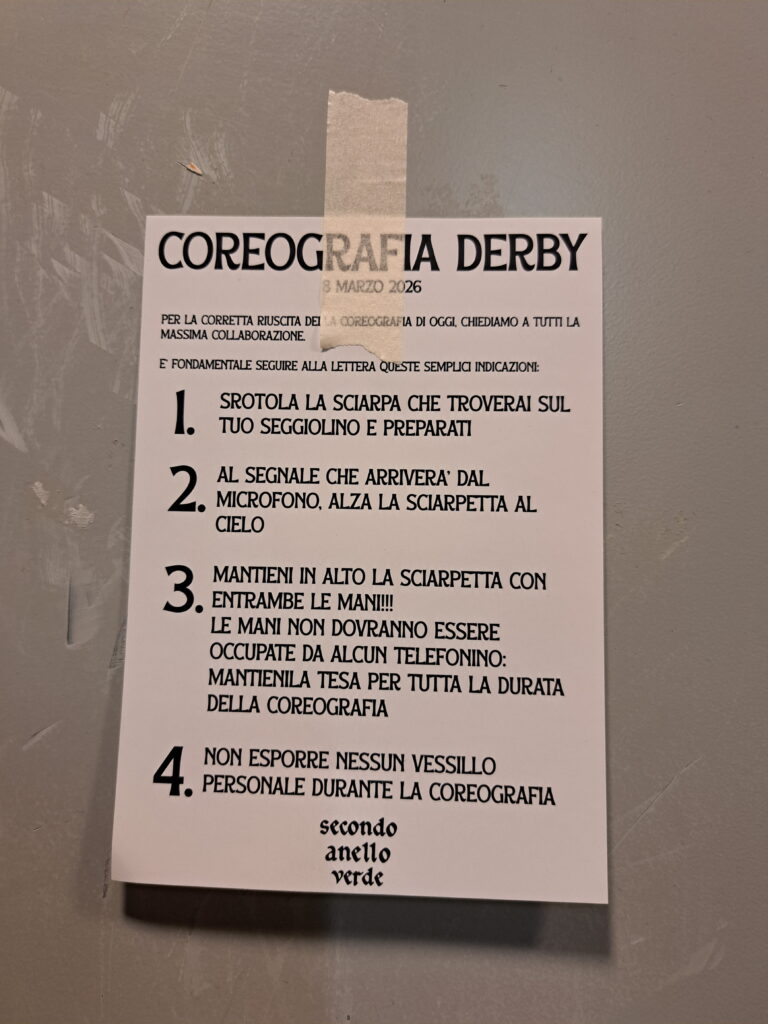 COREOGRAFIA DERBY
8 MARZO 2026
PER LA CORRETTA RIUSCITA DELLA COREOGRAFIA DI OGGI, CHIEDIAMO A TUTTI LA
MASSIMA COLLABORAZIONE.
E' FONDAMENTALE SEGUIRE ALLA LETTERA QUESTE SEMPLICI INDICAZIONI:
1. SROTOLA LA SCIARPA CHE TROVERAI SUL
TUO SEGGIOLINO E PREPARATI
2. AL SEGNALE CHE ARRIVERA' DAL
MICROFONO, ALZA LA SCIARPETTA AL
CIELO
3. MANTIENI IN ALTO LA SCIARPETTA CON
ENTRAMBE LE MANI!!!
LE MANI NON DOVRANNO ESSERE
OCCUPATE DA ALCUN TELEFONINO:
MANTIENILA TESA PER TUTTA LA DURATA
DELLA COREOGRAFIA
4. NON ESPORRE NESSUN VESSILLO
PERSONALE DURANTE LA COREOGRAFIA
secondo
anello
verde